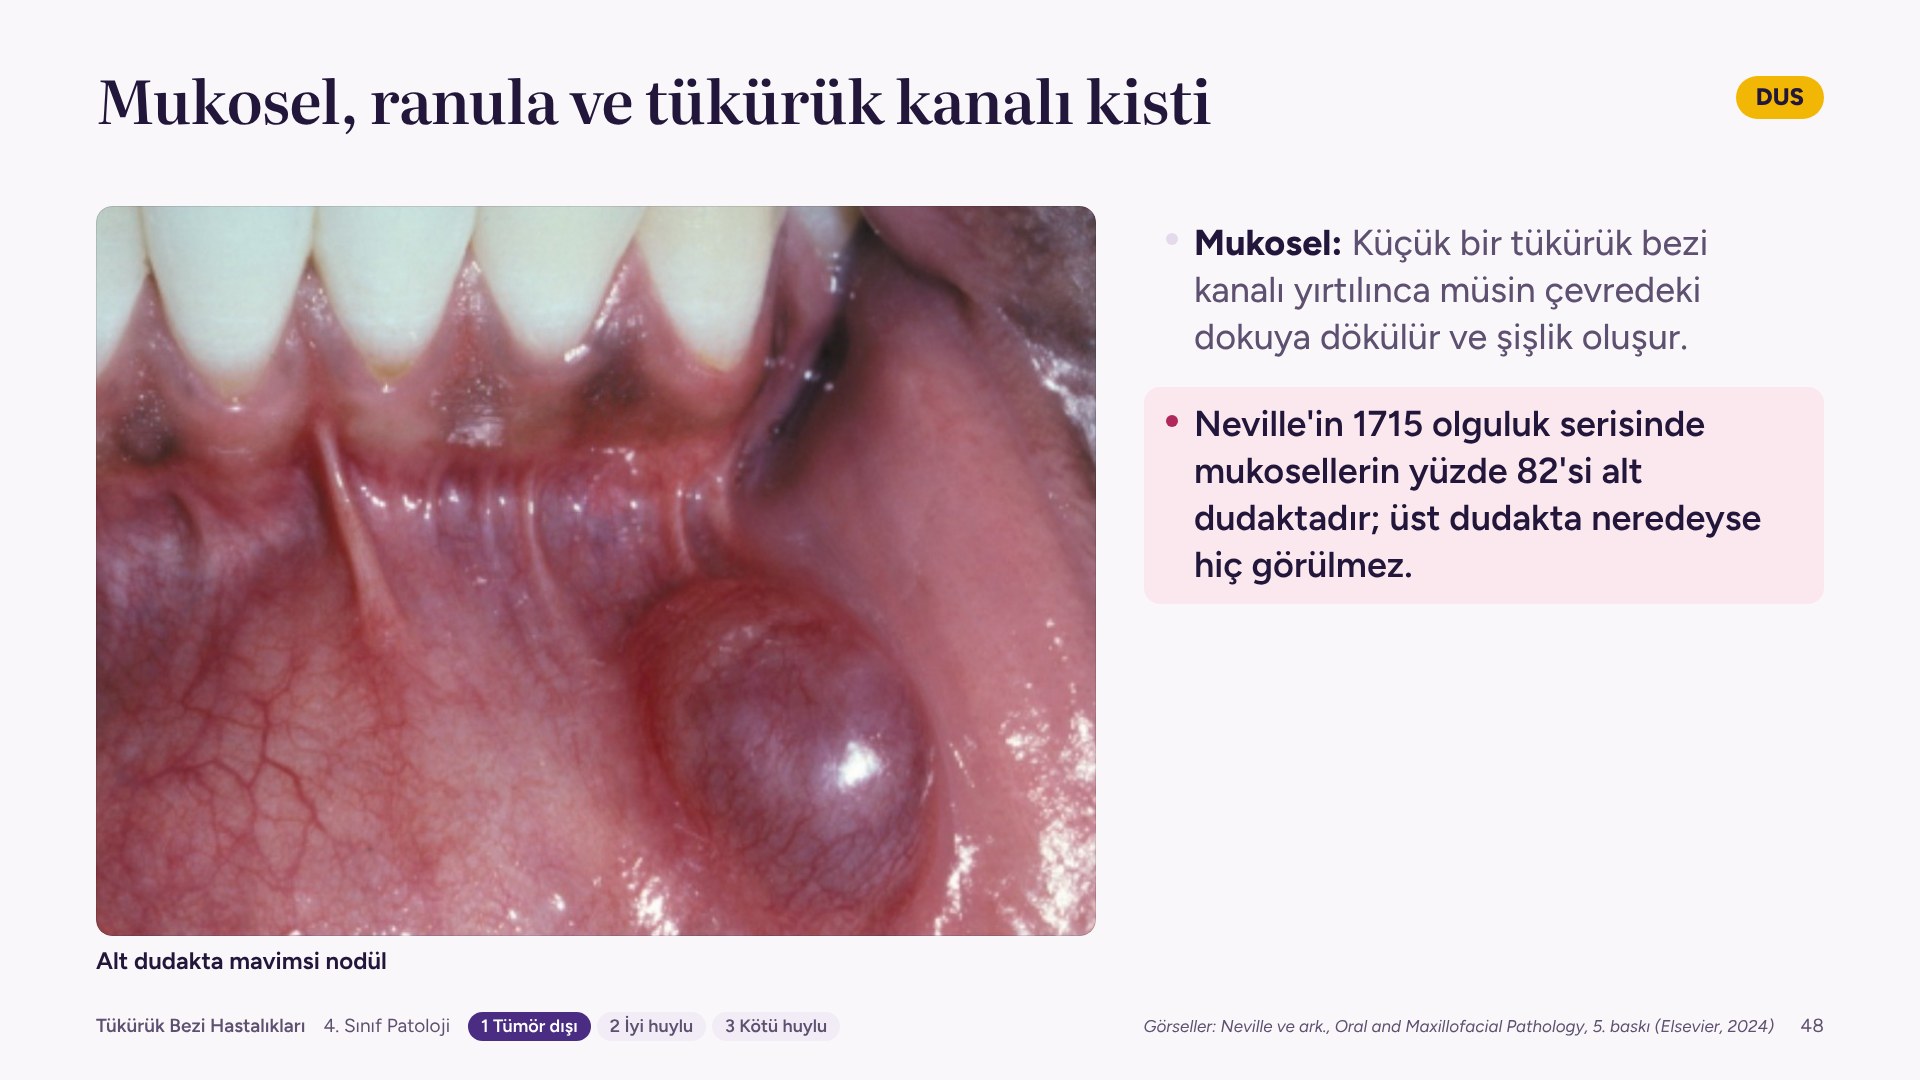 Mukosel, ranula ve tükürük kanalı kisti
DUS
Mukosel: Küçük bir tükürük bezi
kanalı yırtılınca müsin çevredeki
dokuya dökülür ve şişlik oluşur.
Neville'in 1715 olguluk serisinde
mukosellerin yüzde 82'si alt
dudaktadır; üst dudakta neredeyse
hiç görülmez.
Alt dudakta mavimsi nodül
Tükürük Bezi Hastalıkları 4. Sınıf Patoloji 1 Tümör dışı 2 İyi huylu 3 Kötü huylu
Görseller: Neville ve ark., Oral and Maxillofacial Pathology, 5. baskı (Elsevier, 2024) 48